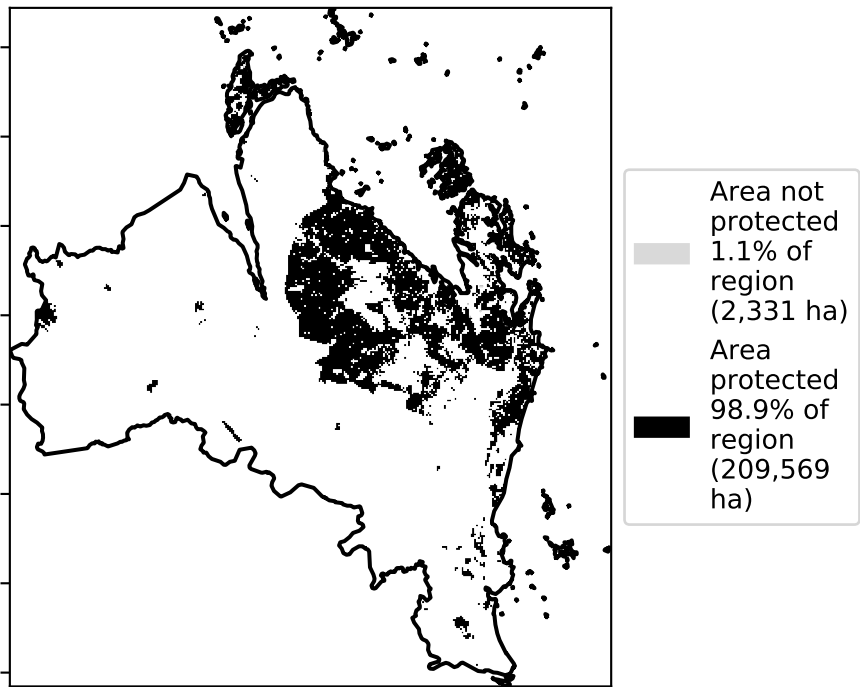 Area not
protected
1.1% of
region
(2,331 ha)
Area
protected
98.9% of
region
(209,569
ha)